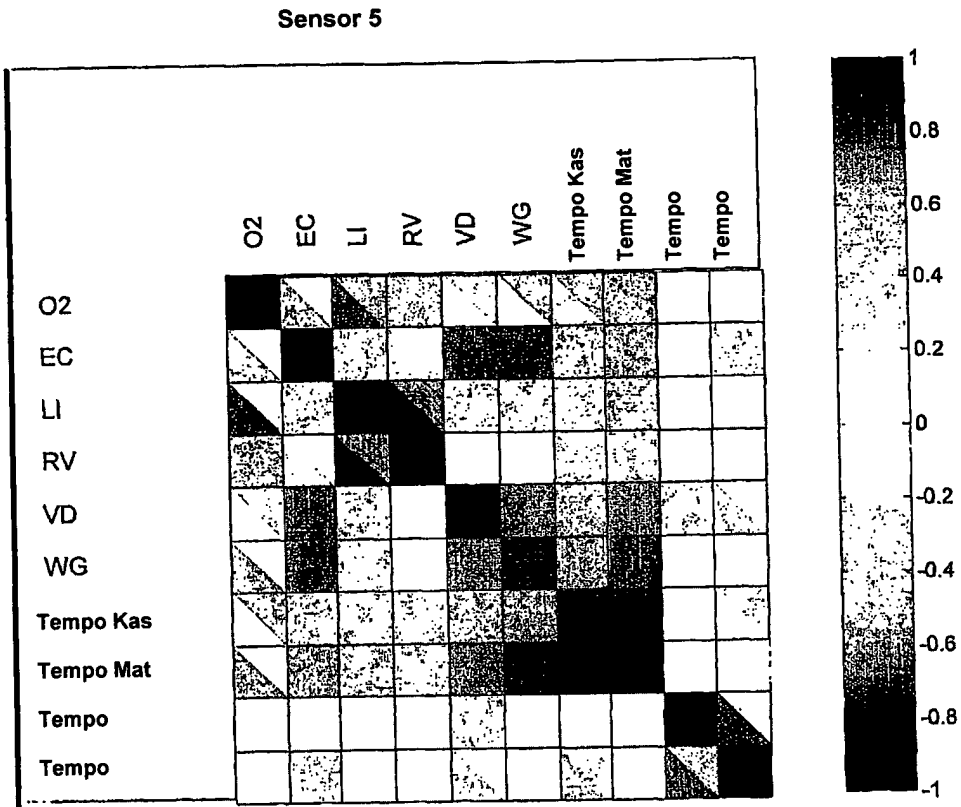 Sensor 5
O2 EC LI RV VD WG Tempo Kas Tempo Mat Tempo Tempo
O2
EC
LI
RV
VD
WG
Tempo Kas
Tempo Mat
Tempo
Tempo
1
0.8
0.6
0.4
0.2
0
-0.2
-0.4
-0.6
-0.8
-1